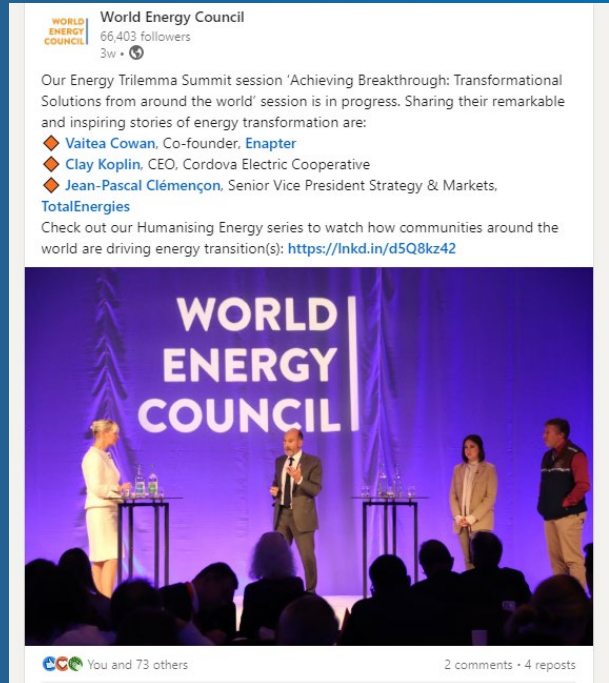 WORLD
ENERGY
COUNCIL
World Energy Council
66,403 followers
3w •
Our Energy Trilemma Summit session ‘Achieving Breakthrough: Transformational
Solutions from around the world’ session is in progress. Sharing their remarkable
and inspiring stories of energy transformation are:
Vaitea Cowan, Co-founder, Enapter
Clay Koplin, CEO, Cordova Electric Cooperative
Jean-Pascal Clémençon, Senior Vice President Strategy & Markets,
TotalEnergies
Check out our Humanising Energy series to watch how communities around the
world are driving energy transition(s): https://lnkd.in/d5Q8kz42
WORLD
ENERGY
COUNCIL
You and 73 others
2 comments • 4 reposts